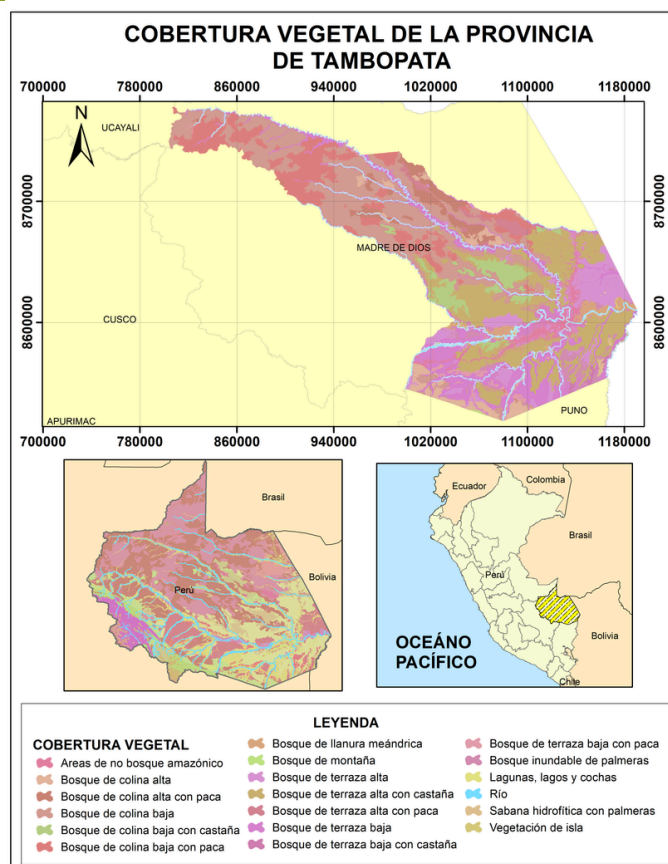 COBERTURA VEGETAL DE LA PROVINCIA
DE TAMBOPATA
700000 780000 860000 940000 1020000 1100000 1180000
N
UCAYALI
8700000
8700000
MADRE DE DIOS
CUSCO
8600000
8600000
PUNO
APURIMAC
700000 780000 860000 940000 1020000 1100000 1180000
Brasil
Perú
Bolivia
Ecuador
Colombia
Brasil
Perú
OCEÁNO
PACÍFICO
Bolivia
Chile
LEYENDA
COBERTURA VEGETAL
Areas de no bosque amazónico
Bosque de colina alta
Bosque de colina alta con paca
Bosque de colina baja
Bosque de colina baja con castaña
Bosque de colina baja con paca
Bosque de llanura meándrica
Bosque de montaña
Bosque de terraza alta
Bosque de terraza alta con castaña
Bosque de terraza alta con paca
Bosque de terraza baja
Bosque de terraza baja con castaña
Bosque de terraza baja con paca
Bosque inundable de palmeras
Lagunas, lagos y cochas
Río
Sabana hidrofítica con palmeras
Vegetación de isla